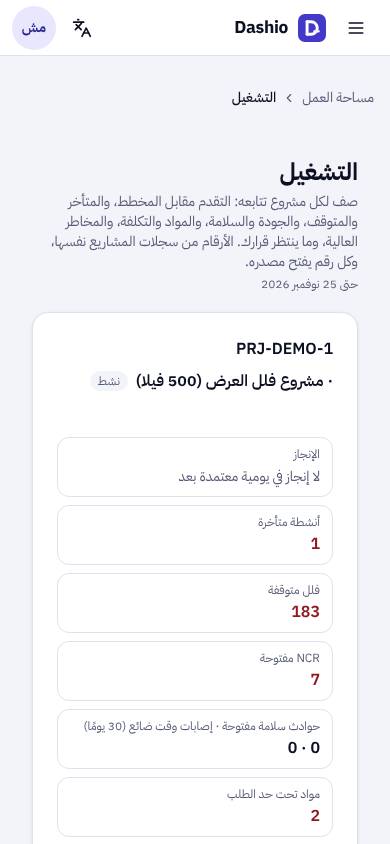 Dashio
مش
مساحة العمل › التشغيل
التشغيل
صف لكل مشروع تتابعه: التقدم مقابل المخطط، والمتأخر
والمتوقف، والجودة والسلامة، والمواد والتكلفة، والمخاطر
العالية، وما ينتظر قرارك. الأرقام من سجلات المشاريع نفسها،
وكل رقم يفتح مصدره.
حتى 25 نوفمبر 2026
PRJ-DEMO-1
· مشروع فلل العرض (500 فيلا) نشط
الإنجاز
لا إنجاز في يومية معتمدة بعد
أنشطة متأخرة
1
فلل متوقفة
183
NCR مفتوحة
7
حوادث سلامة مفتوحة · إصابات وقت ضائع (30 يومًا)
0 · 0
مواد تحت حد الطلب
2